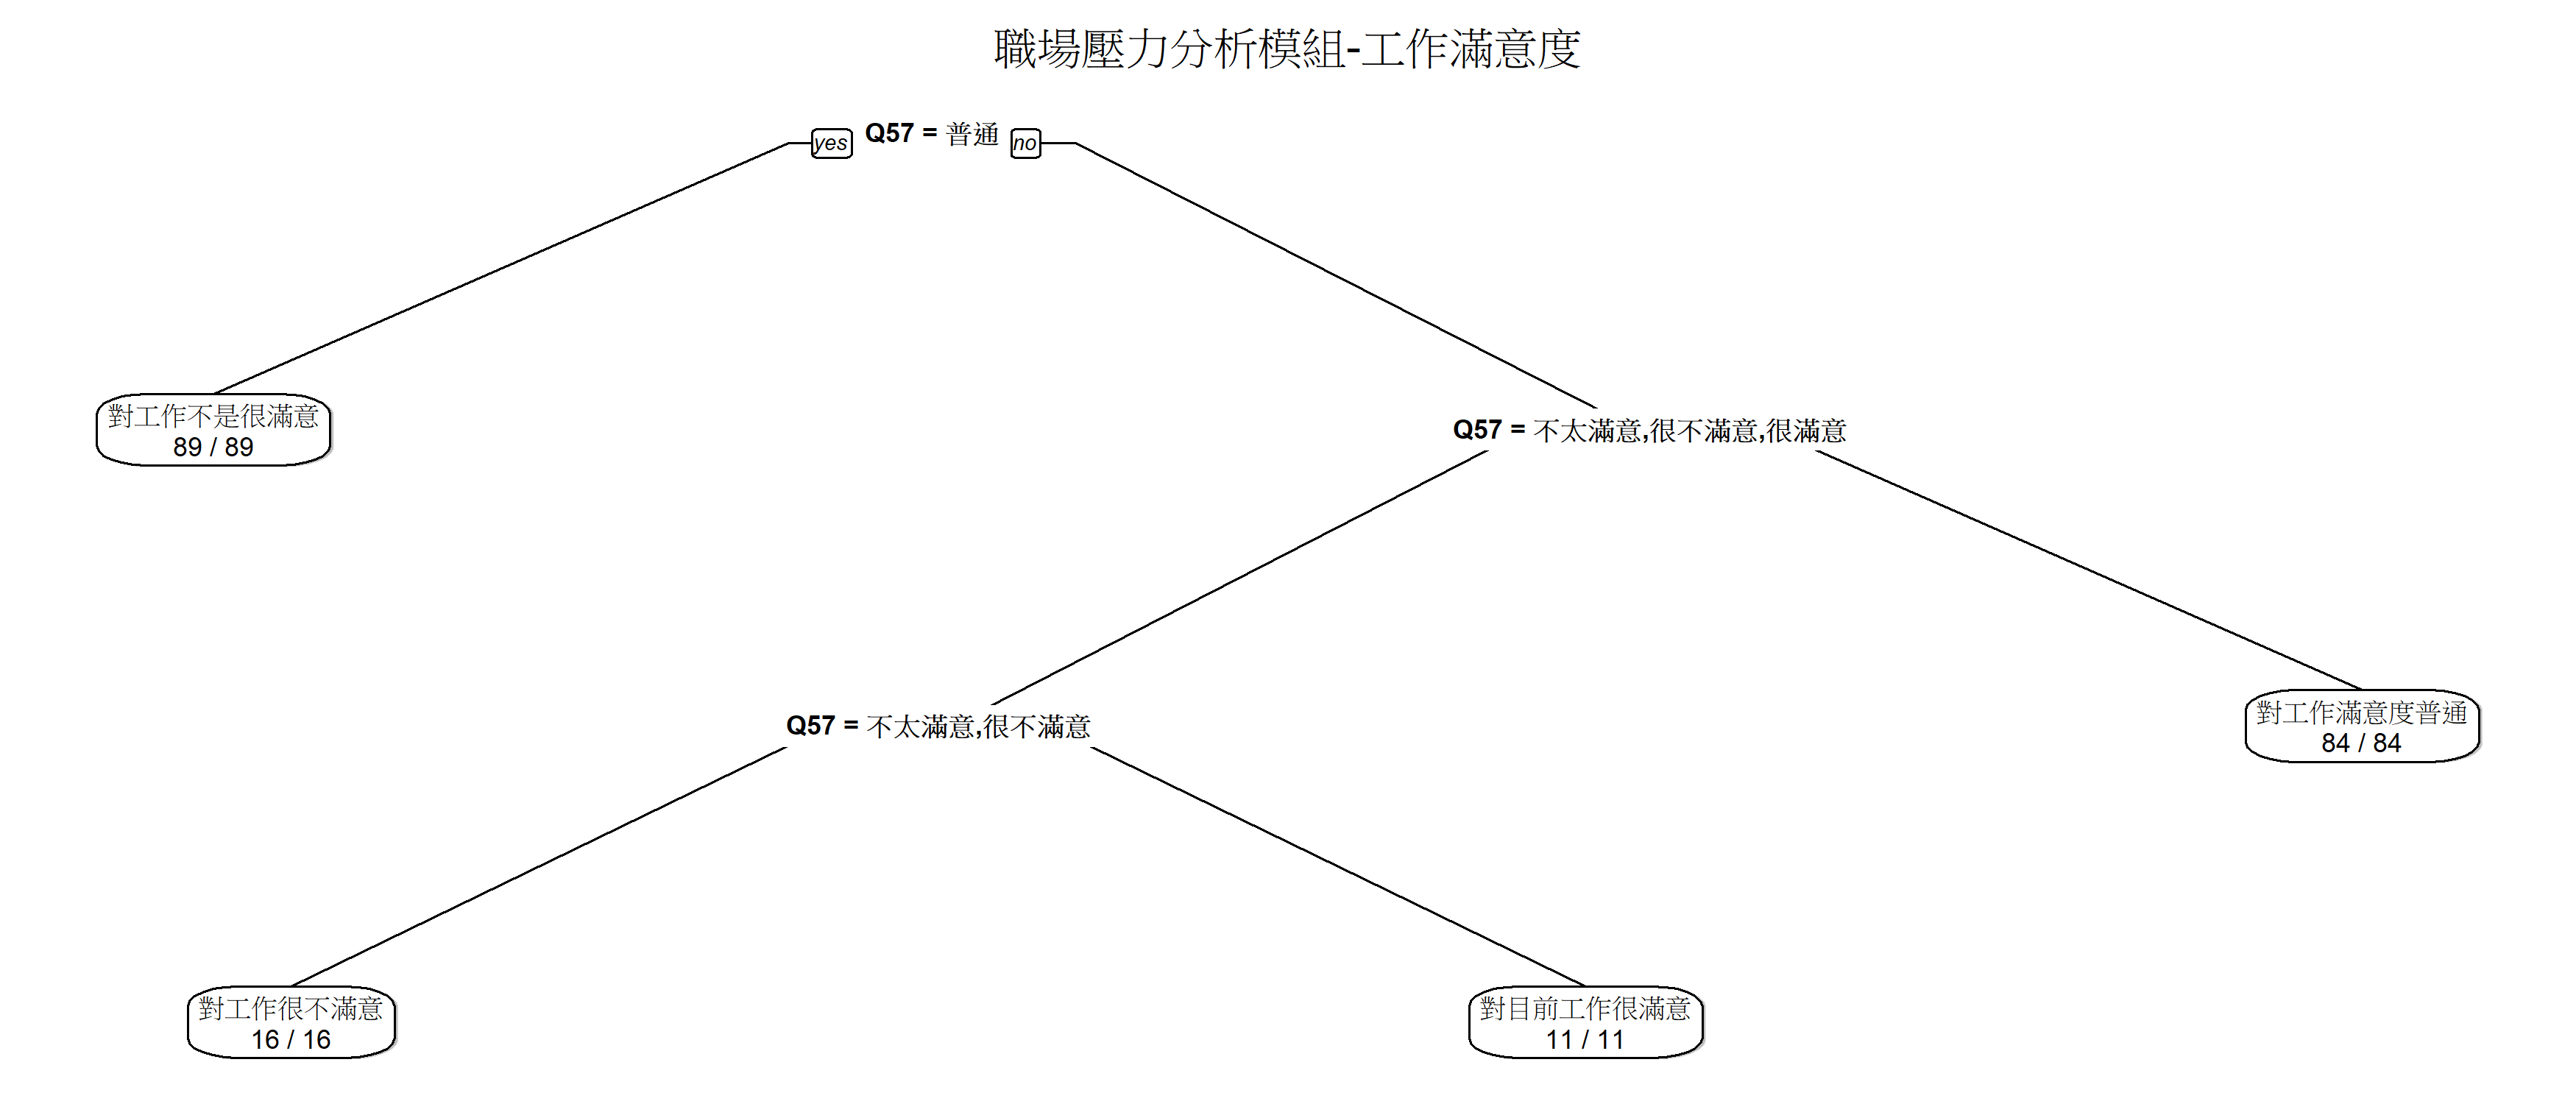 職場壓力分析模組-工作滿意度
yes Q57 = 普通 no
對工作不是很滿意
89 / 89
Q57 = 不太滿意,很不滿意,很滿意
Q57 = 不太滿意,很不滿意
對工作滿意度普通
84 / 84
對工作很不滿意
16 / 16
對目前工作很滿意
11 / 11